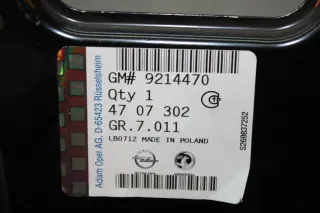 Adam Opel AG, D-65423 Rüsselsheim
GM# 9214470
Qty 1
47 07 302
GR.7.011
LB0712 MADE IN POLAND
S269837252